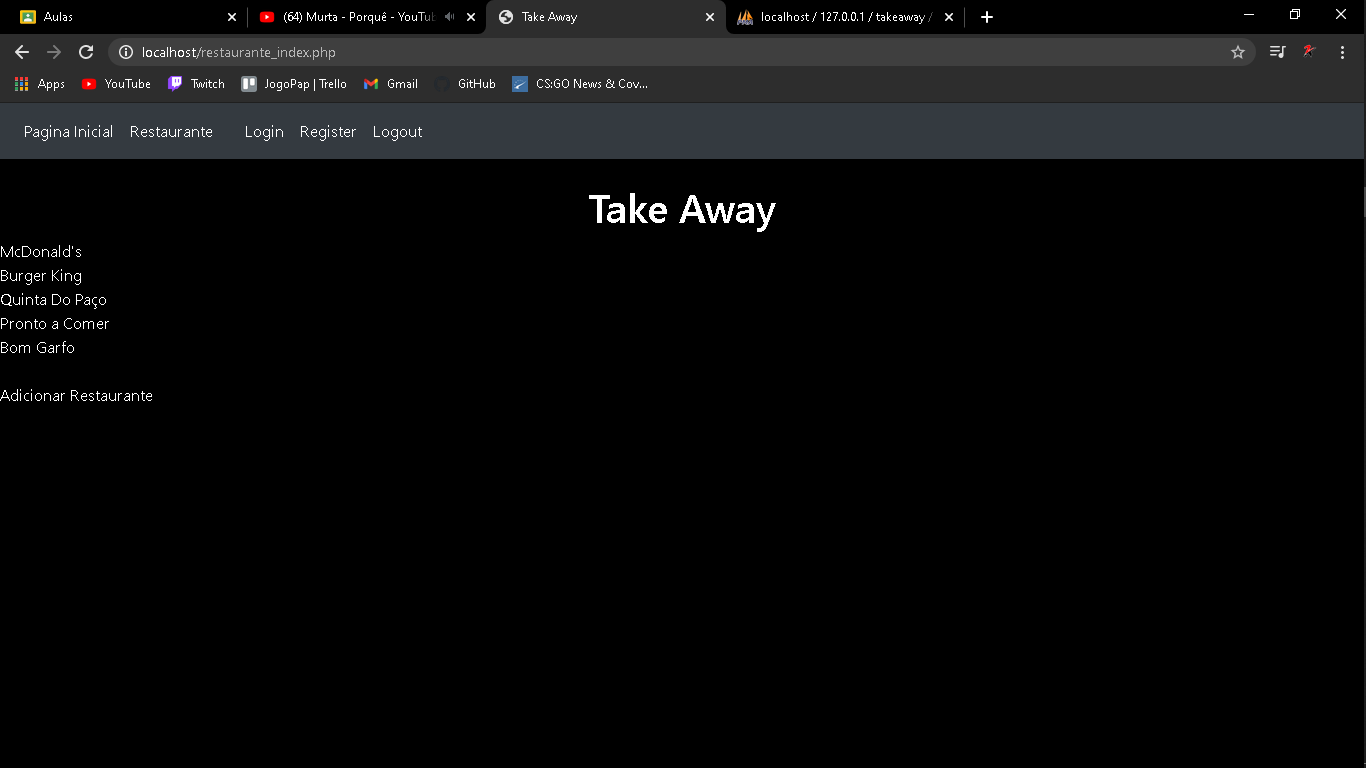 Aulas
(64) Murta - Porquê - YouTu
Take Away
localhost / 127.0.0.1 / takeaway /
localhost/restaurante_index.php
Apps
YouTube
Twitch
JogoPap | Trello
Gmail
GitHub
CS:GO News & Cov...
Pagina Inicial
Restaurante
Login
Register
Logout
Take Away
McDonald's
Burger King
Quinta Do Paço
Pronto a Comer
Bom Garfo
Adicionar Restaurante